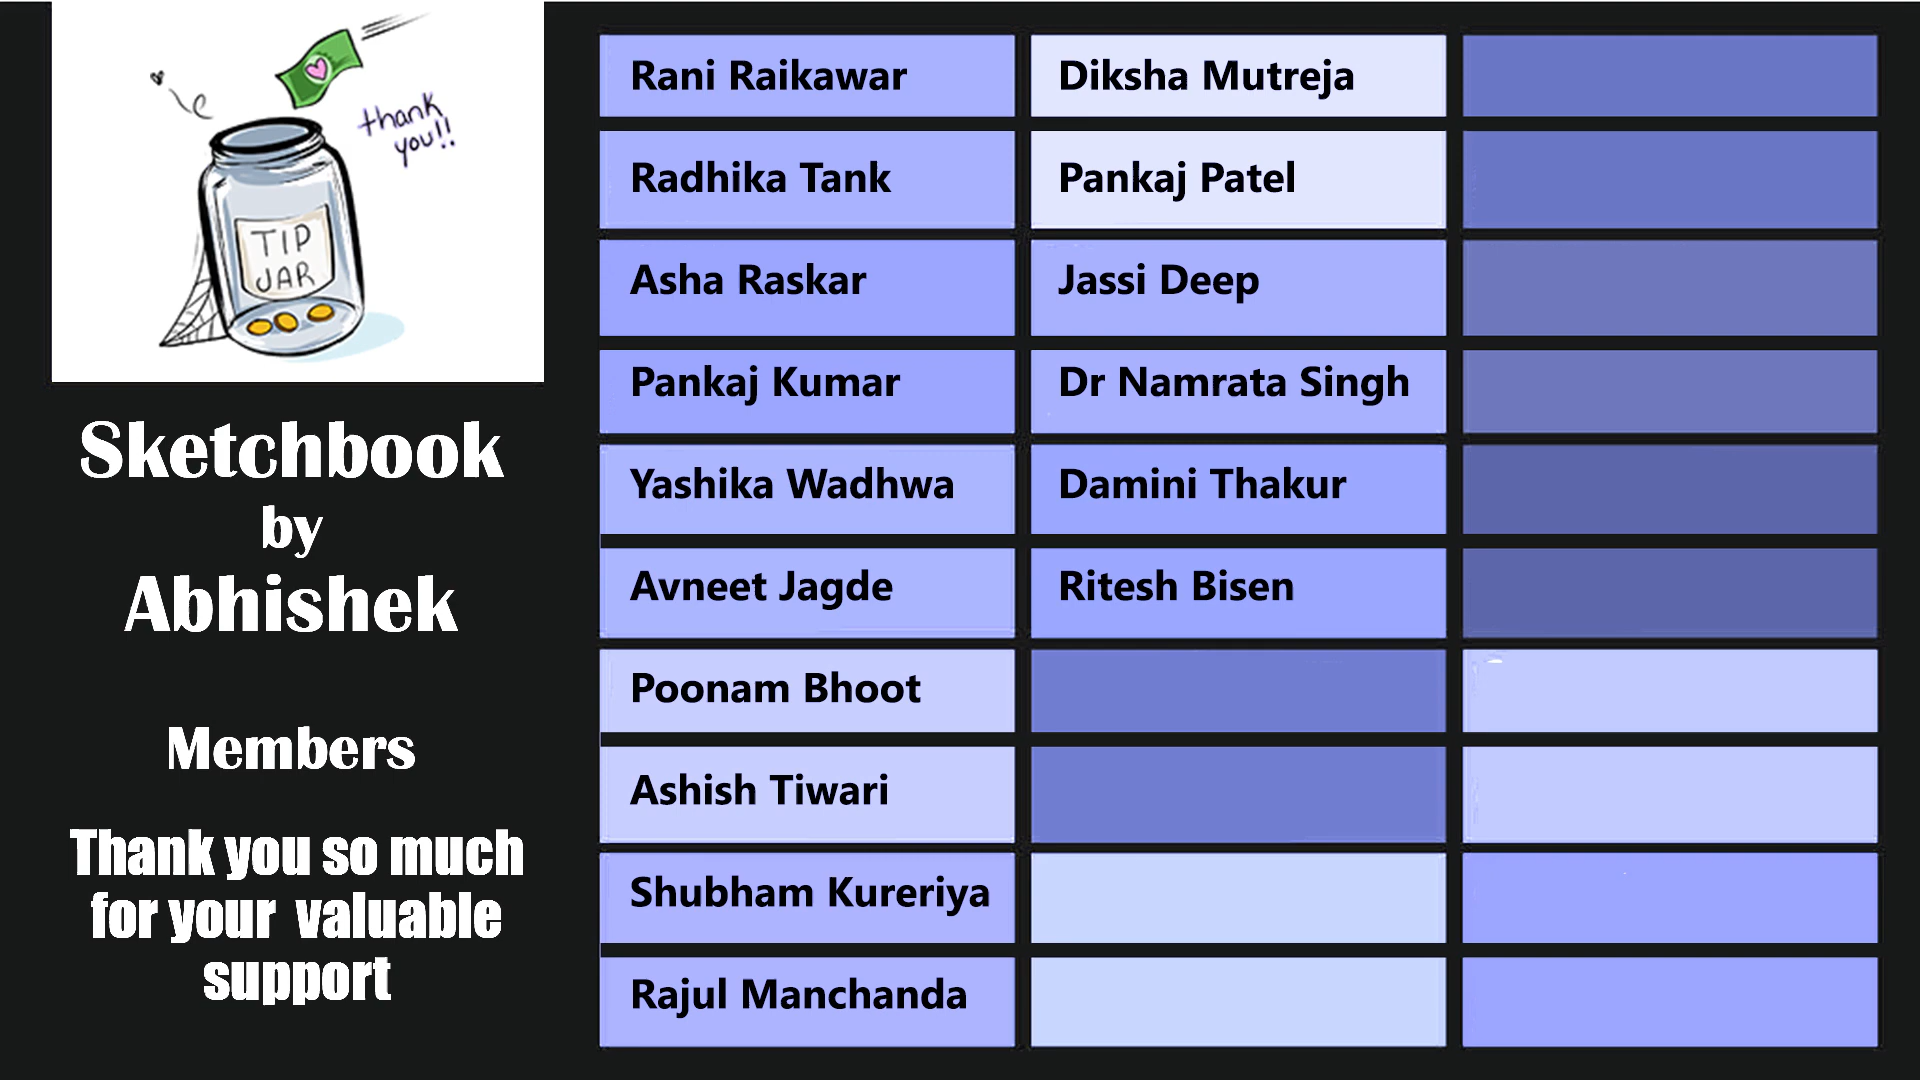 thank
you!!
TIP
JAR
Sketchbook
by
Abhishek
Members
Thank you so much
for your valuable
support
Rani Raikawar
Radhika Tank
Asha Raskar
Pankaj Kumar
Yashika Wadhwa
Avneet Jagde
Poonam Bhoot
Ashish Tiwari
Shubham Kureriya
Rajul Manchanda
Diksha Mutreja
Pankaj Patel
Jassi Deep
Dr Namrata Singh
Damini Thakur
Ritesh Bisen